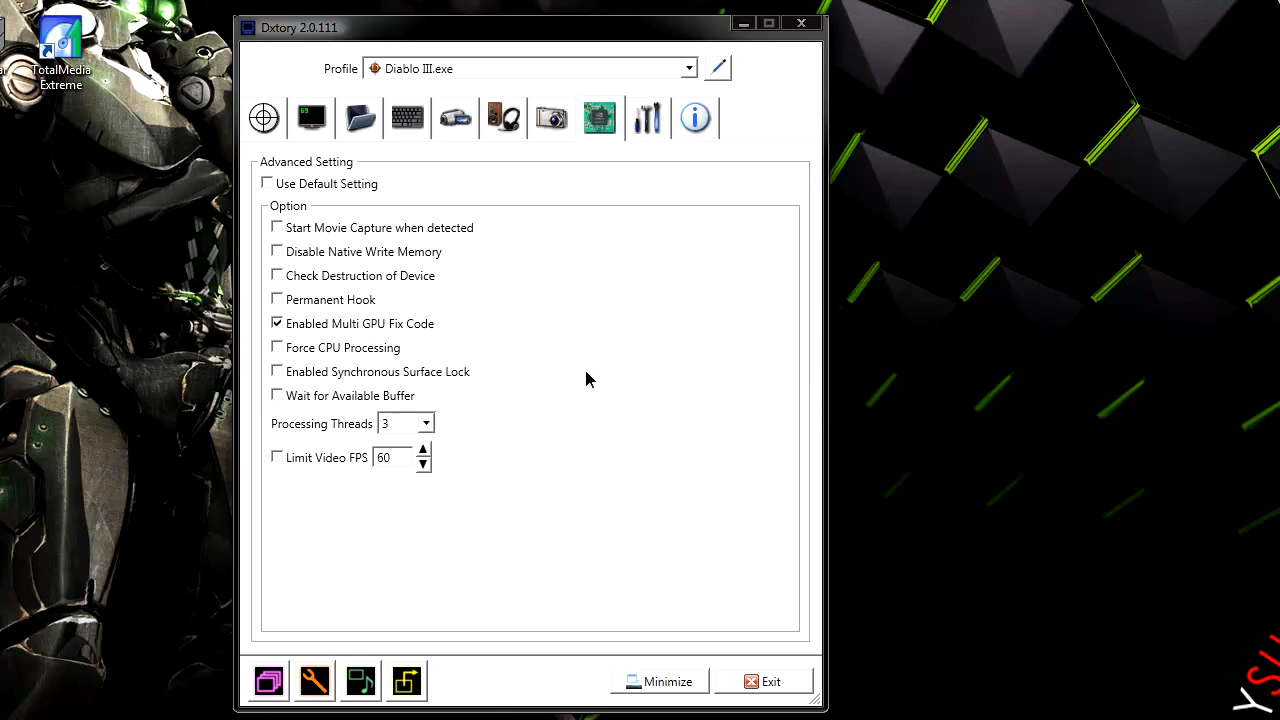 TotalMedia
Extreme
Dxtory 2.0.111
Profile
Diablo III.exe
69
Advanced Setting
Use Default Setting
Option
Start Movie Capture when detected
Disable Native Write Memory
Check Destruction of Device
Permanent Hook
Enabled Multi GPU Fix Code
Force CPU Processing
Enabled Synchronous Surface Lock
Wait for Available Buffer
Processing Threads 3
Limit Video FPS 60
Minimize
Exit